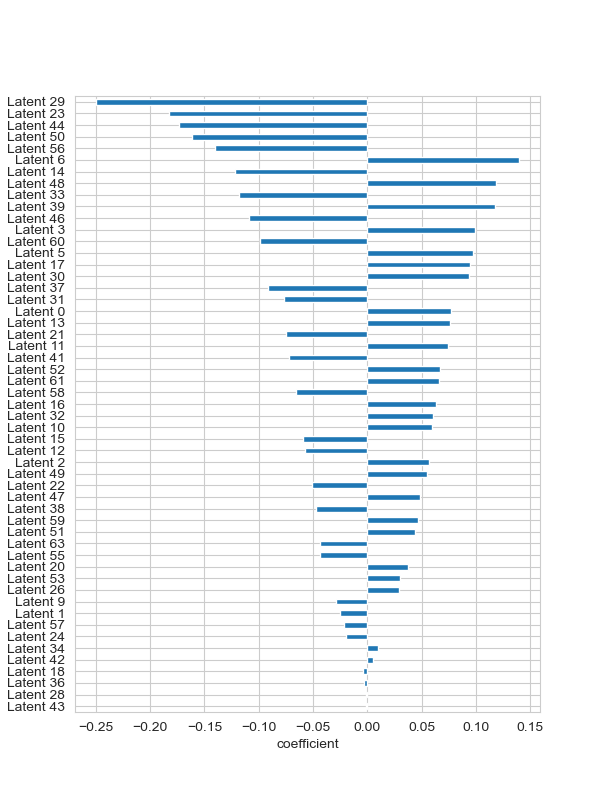 Latent 29
Latent 23
Latent 44
Latent 50
Latent 56
Latent 6
Latent 14
Latent 48
Latent 33
Latent 39
Latent 46
Latent 3
Latent 60
Latent 5
Latent 17
Latent 30
Latent 37
Latent 31
Latent 0
Latent 13
Latent 21
Latent 11
Latent 41
Latent 52
Latent 61
Latent 58
Latent 16
Latent 32
Latent 10
Latent 15
Latent 12
Latent 2
Latent 49
Latent 22
Latent 47
Latent 38
Latent 59
Latent 51
Latent 63
Latent 55
Latent 20
Latent 53
Latent 26
Latent 9
Latent 1
Latent 57
Latent 24
Latent 34
Latent 42
Latent 18
Latent 36
Latent 28
Latent 43
−0.25 −0.20 −0.15 −0.10 −0.05 0.00 0.05 0.10 0.15
coefficient